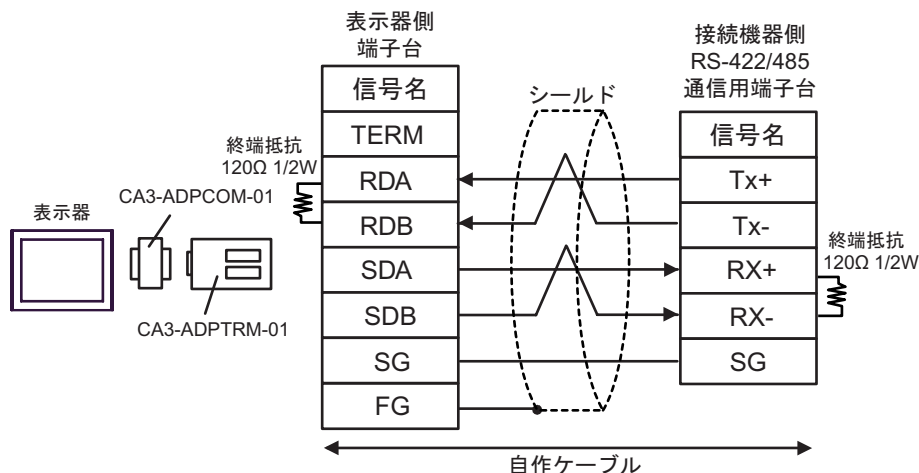 表示器側
端子台
信号名
TERM
RDA
RDB
SDA
SDB
SG
FG
終端抵抗
120Ω 1/2W
表示器
CA3-ADPCOM-01
CA3-ADPTRM-01
シールド
接続機器側
RS-422/485
通信用端子台
信号名
Tx+
Tx-
RX+
RX-
SG
終端抵抗
120Ω 1/2W
自作ケーブル